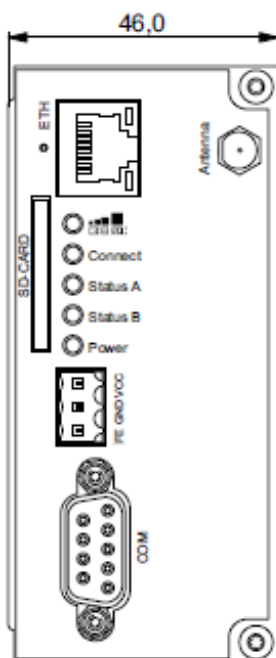 46,0
ETH
Antenna
SD-CARD
Connect
Status A
Status B
Power
FE GND VCC
COM